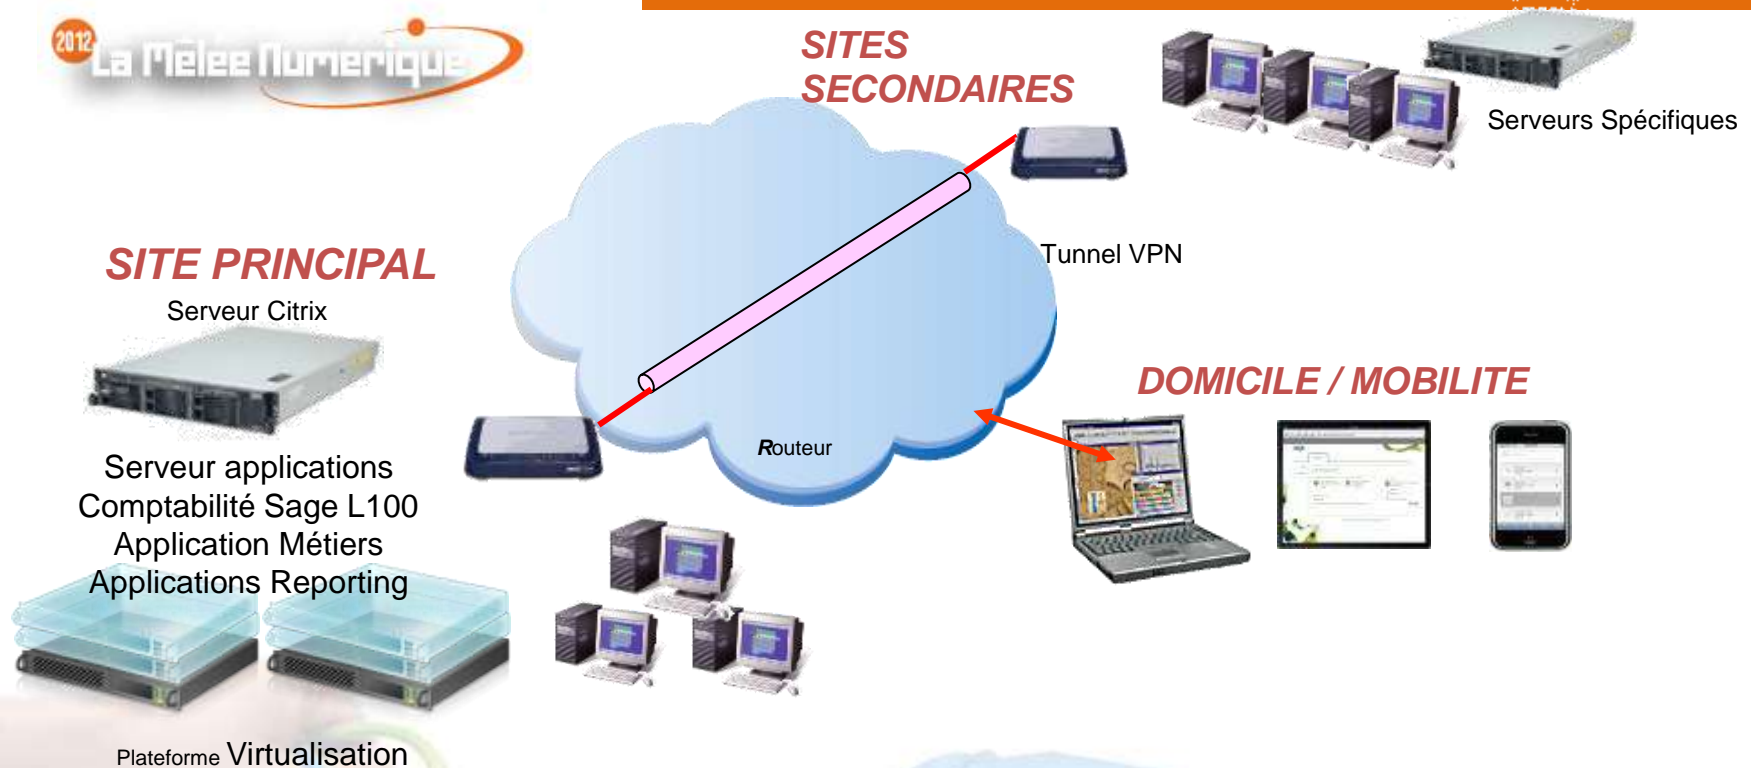 2012
La Mêlée Numérique
SITES
SECONDAIRES
Serveurs Spécifiques
Tunnel VPN
SITE PRINCIPAL
Serveur Citrix
DOMICILE / MOBILITE
Routeur
Serveur applications
Comptabilité Sage L100
Application Métiers
Applications Reporting
Plateforme Virtualisation